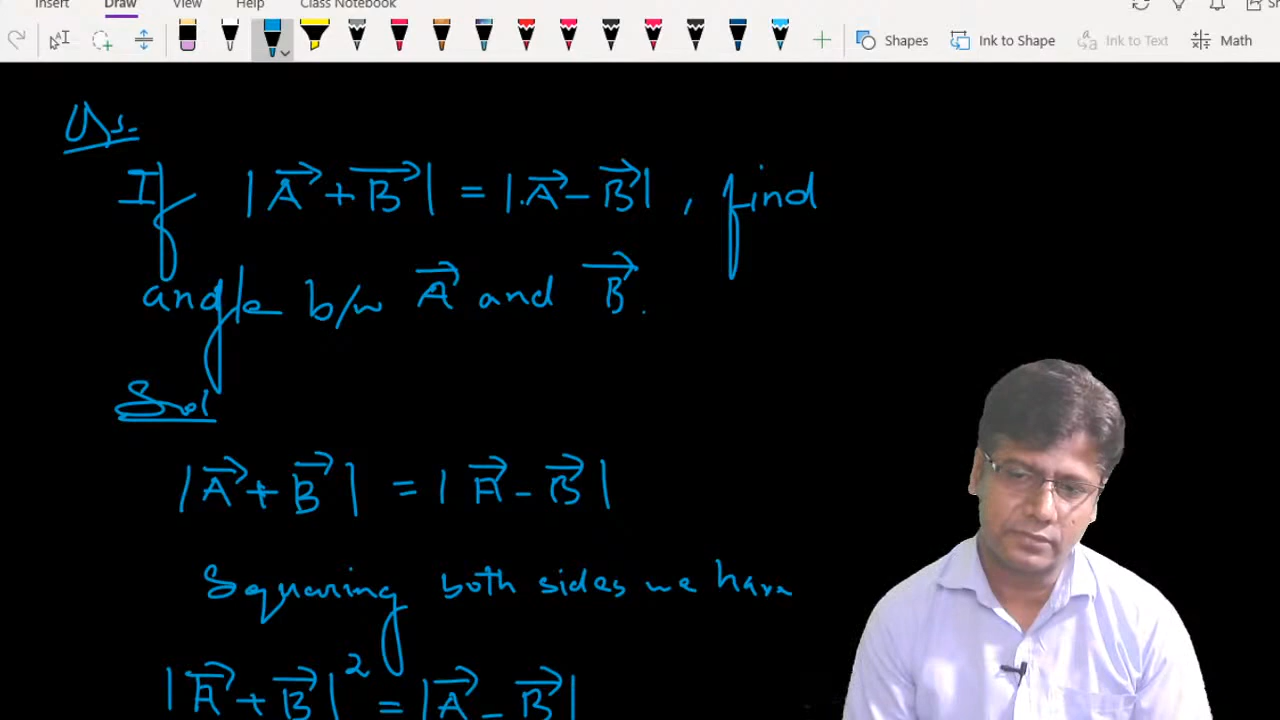 Insert Draw View Help Class Notebook
Shapes Ink to Shape Ink to Text Math
Qs.
If |A⃗ + B⃗| = |.A⃗ - B⃗|, find
angle b/w A⃗ and B⃗.
Sol
|A⃗ + B⃗| = |A⃗ - B⃗|
Squaring both sides we have
|A⃗ + B⃗|² = |A⃗ - B⃗|